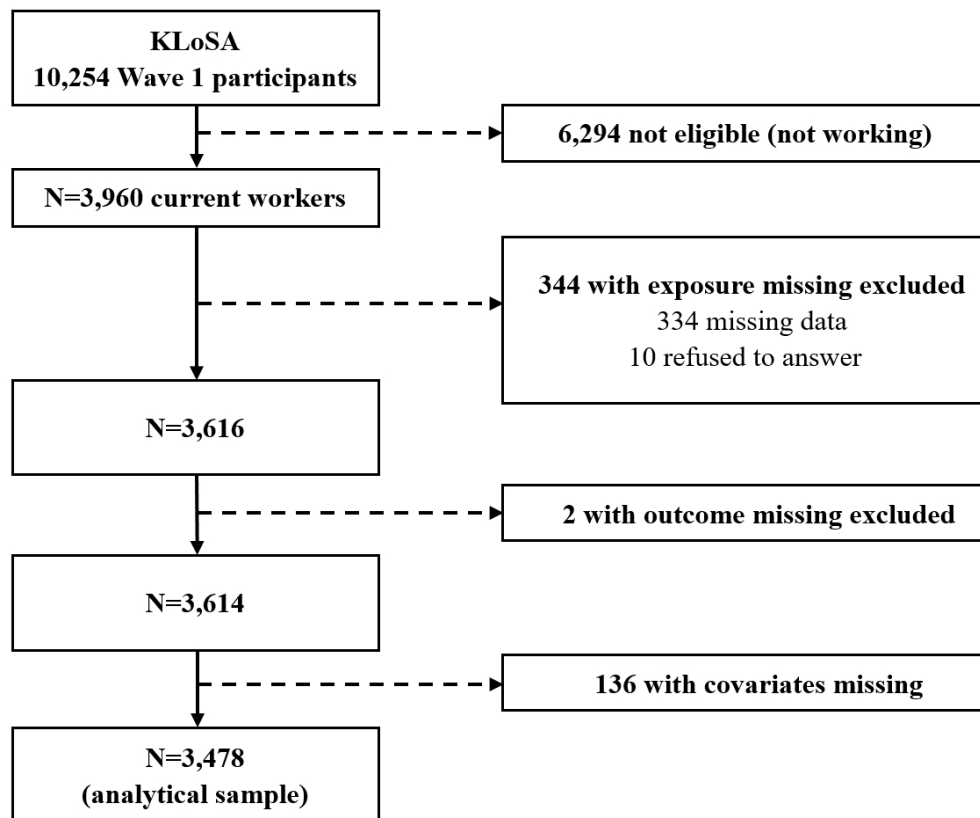 KLoSA
10,254 Wave 1 participants
6,294 not eligible (not working)
N=3,960 current workers
344 with exposure missing excluded
334 missing data
10 refused to answer
N=3,616
2 with outcome missing excluded
N=3,614
136 with covariates missing
N=3,478
(analytical sample)